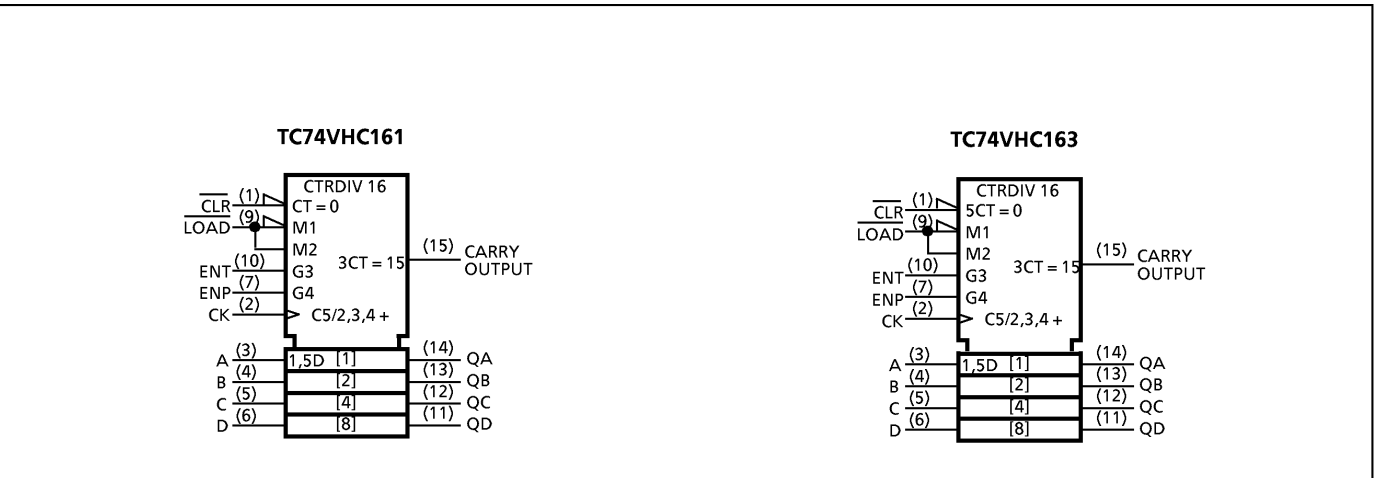 TC74VHC161
CTRDIV 16
CLR (1) CT = 0
LOAD (9) M1
M2
3CT = 15 (15) CARRY OUTPUT
ENT (10) G3
ENP (7) G4
CK (2) C5/2,3,4 +
A (3) 1,5D [1] (14) QA
B (4) [2] (13) QB
C (5) [4] (12) QC
D (6) [8] (11) QD
TC74VHC163
CTRDIV 16
CLR (1) 5CT = 0
LOAD (9) M1
M2
3CT = 15 (15) CARRY OUTPUT
ENT (10) G3
ENP (7) G4
CK (2) C5/2,3,4 +
A (3) 1,5D [1] (14) QA
B (4) [2] (13) QB
C (5) [4] (12) QC
D (6) [8] (11) QD